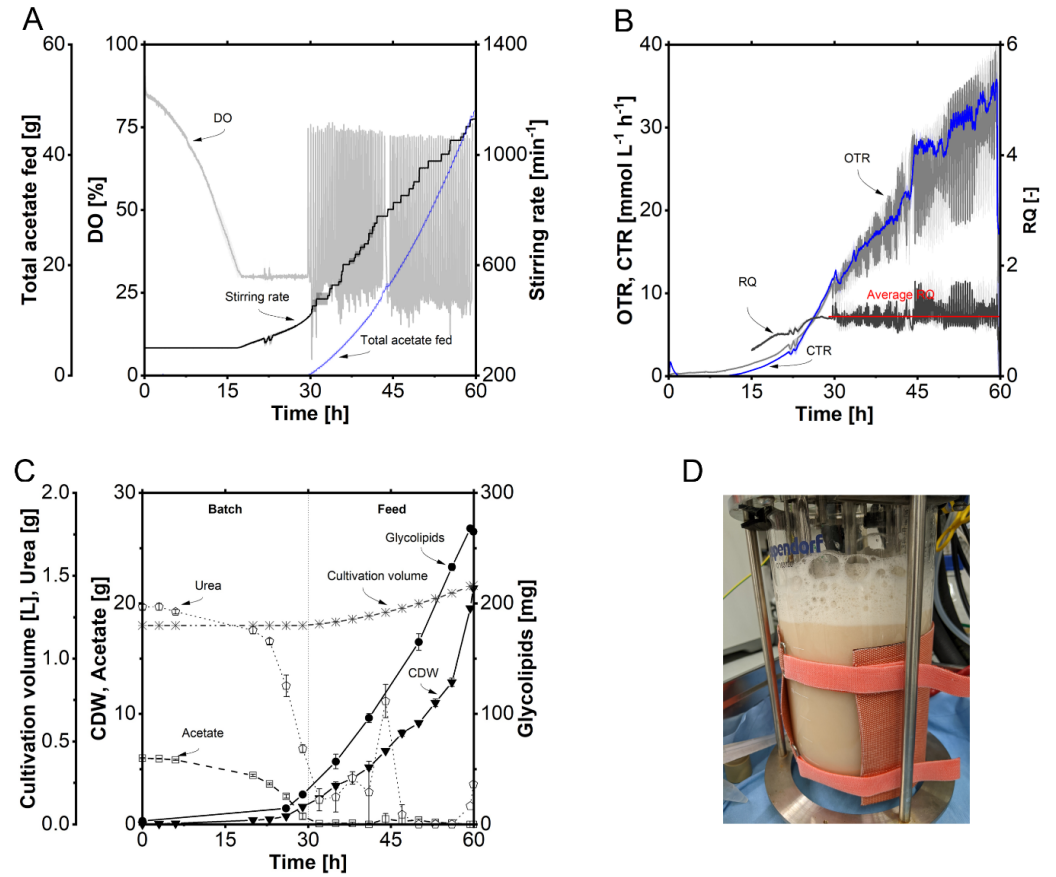 A
60
100
1400
75
1000
50
600
25
200
40
20
0
0
0
15
30
45
60
Total acetate fed [g]
DO [%]
Stirring rate [min⁻¹]
DO
Stirring rate
Total acetate fed
Time [h]
B
40
6
30
4
20
2
10
0
0
0
15
30
45
60
OTR, CTR [mmol L⁻¹ h⁻¹]
RQ [-]
OTR
RQ
Average RQ
CTR
Time [h]
C
2.0
30
300
1.5
20
200
1.0
10
100
0.5
0.0
0
0
0
15
30
45
60
Cultivation volume [L], Urea [g]
CDW, Acetate [g]
Glycolipids [mg]
Batch
Feed
Glycolipids
Urea
Cultivation volume
CDW
Acetate
Time [h]
D
pendorf